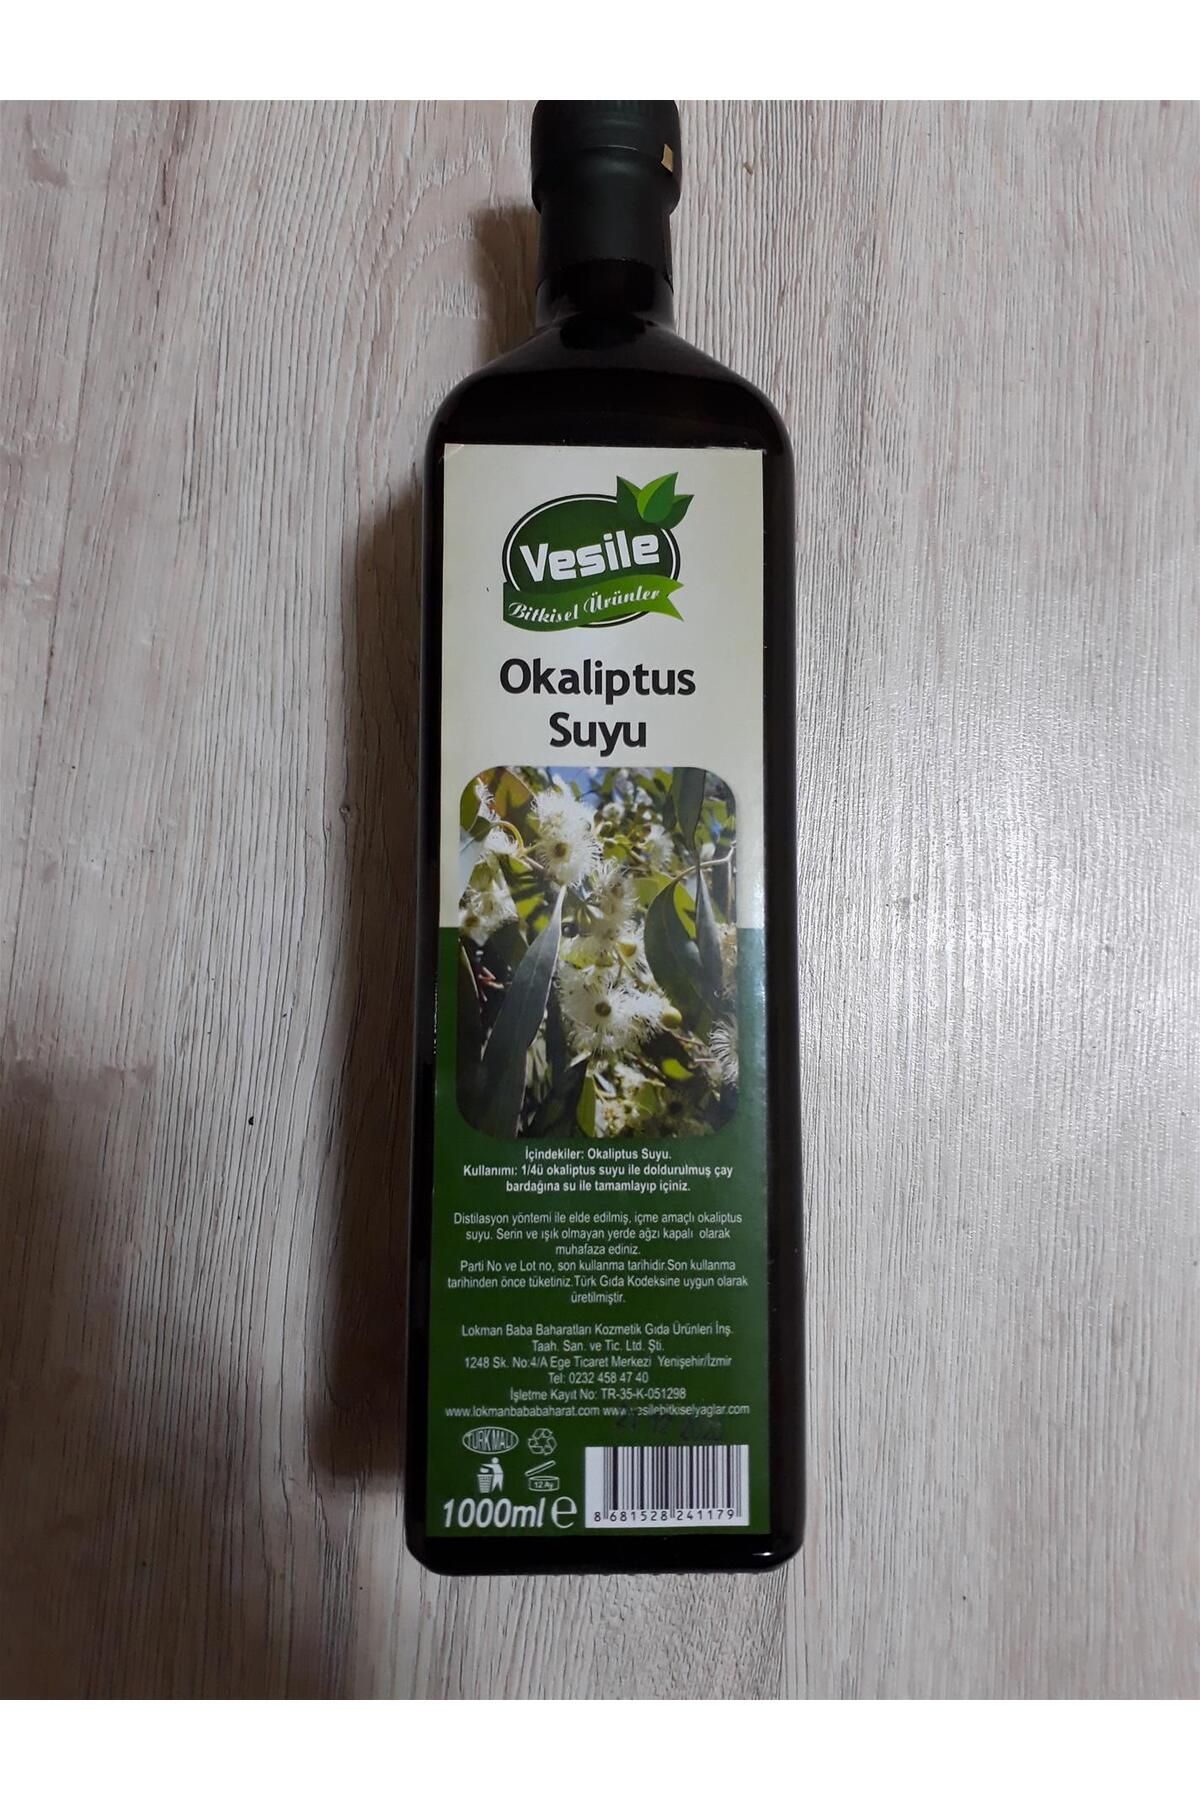 Vesile
Bitkisel Ürünler
Okaliptus
Suyu
İçindekiler: Okaliptus Suyu.
Kullanımı: 1/4ü okaliptus suyu ile doldurulmuş çay
bardağına su ile tamamlayıp içiniz.
Distilasyon yöntemi ile elde edilmiş, içme amaçlı okaliptus
suyu. Serin ve ışık olmayan yerde ağzı kapalı olarak
muhafaza ediniz.
Parti No ve Lot no, son kullanma tarihidir.Son kullanma
tarihinden önce tüketiniz.Türk Gıda Kodeksine uygun olarak
üretilmiştir.
Lokman Baba Baharatları Kozmetik Gıda Ürünleri İnş.
Taah. San. ve Tic. Ltd. Şti.
1248 Sk. No:4/A Ege Ticaret Merkezi Yenişehir/İzmir
Tel: 0232 458 47 40
İşletme Kayıt No: TR-35-K-051298
www.lokmanbababaharat.com www.vesilebitkiselyaglar.com
TÜRK MALI
12 Ay
1000ml e
8 681528 241179